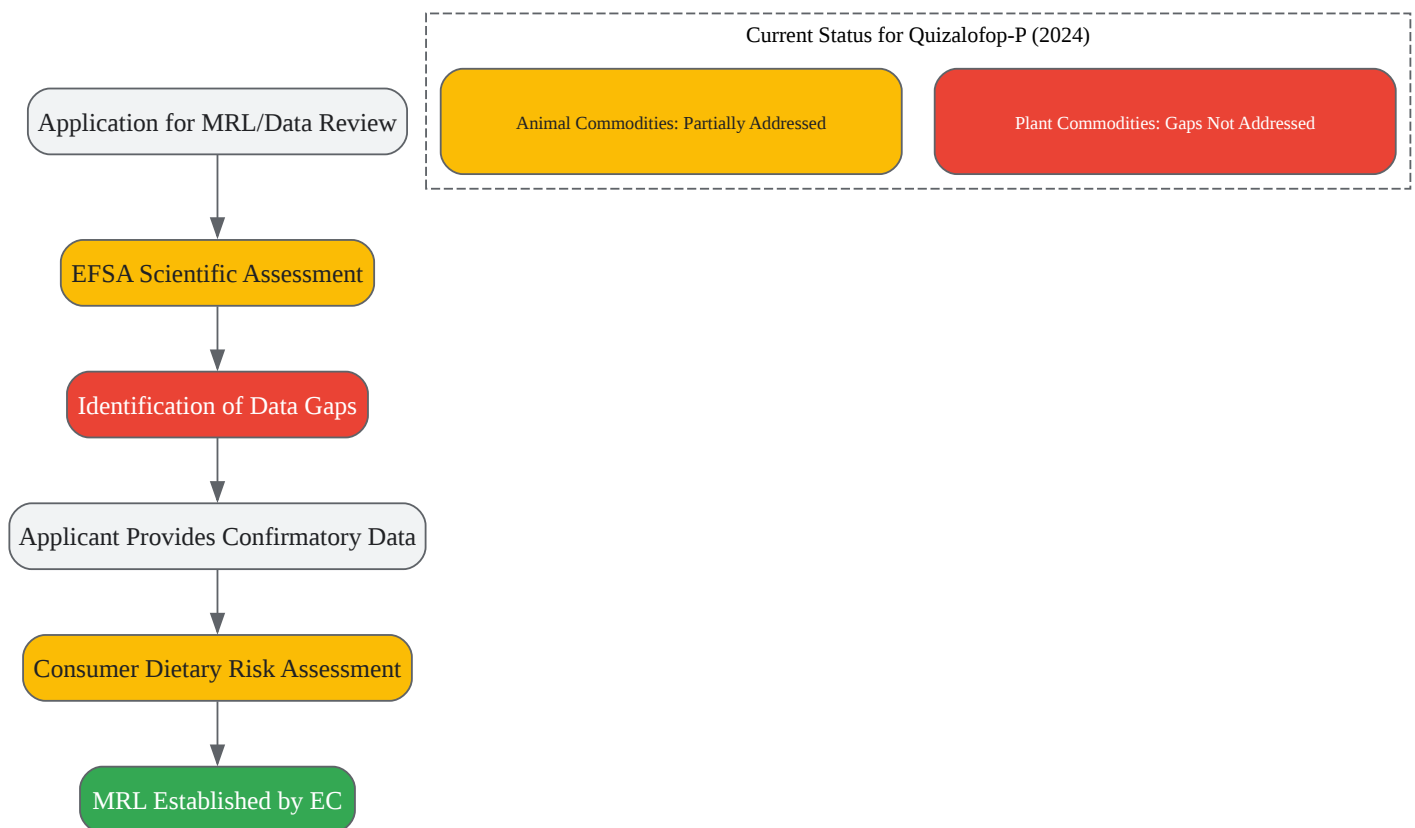 Current Status for Quizalofop-P (2024)
Animal Commodities: Partially Addressed
Plant Commodities: Gaps Not Addressed
Application for MRL/Data Review
EFSA Scientific Assessment
Identification of Data Gaps
Applicant Provides Confirmatory Data
Consumer Dietary Risk Assessment
MRL Established by EC